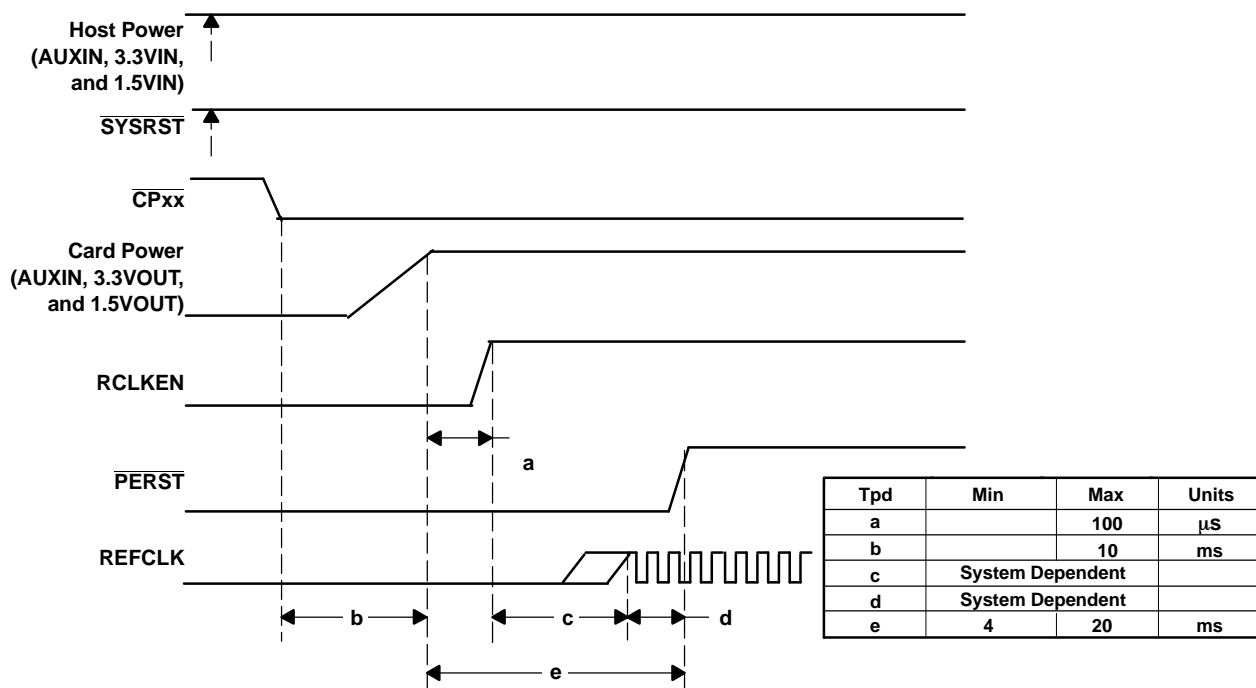 Host Power
(AUXIN, 3.3VIN,
and 1.5VIN)
SYSRST
CPxx
Card Power
(AUXIN, 3.3VOUT,
and 1.5VOUT)
RCLKEN
a
PERST
REFCLK
b
c
d
e
Tpd Min Max Units
a 100 μs
b 10 ms
c System Dependent
d System Dependent
e 4 20 ms